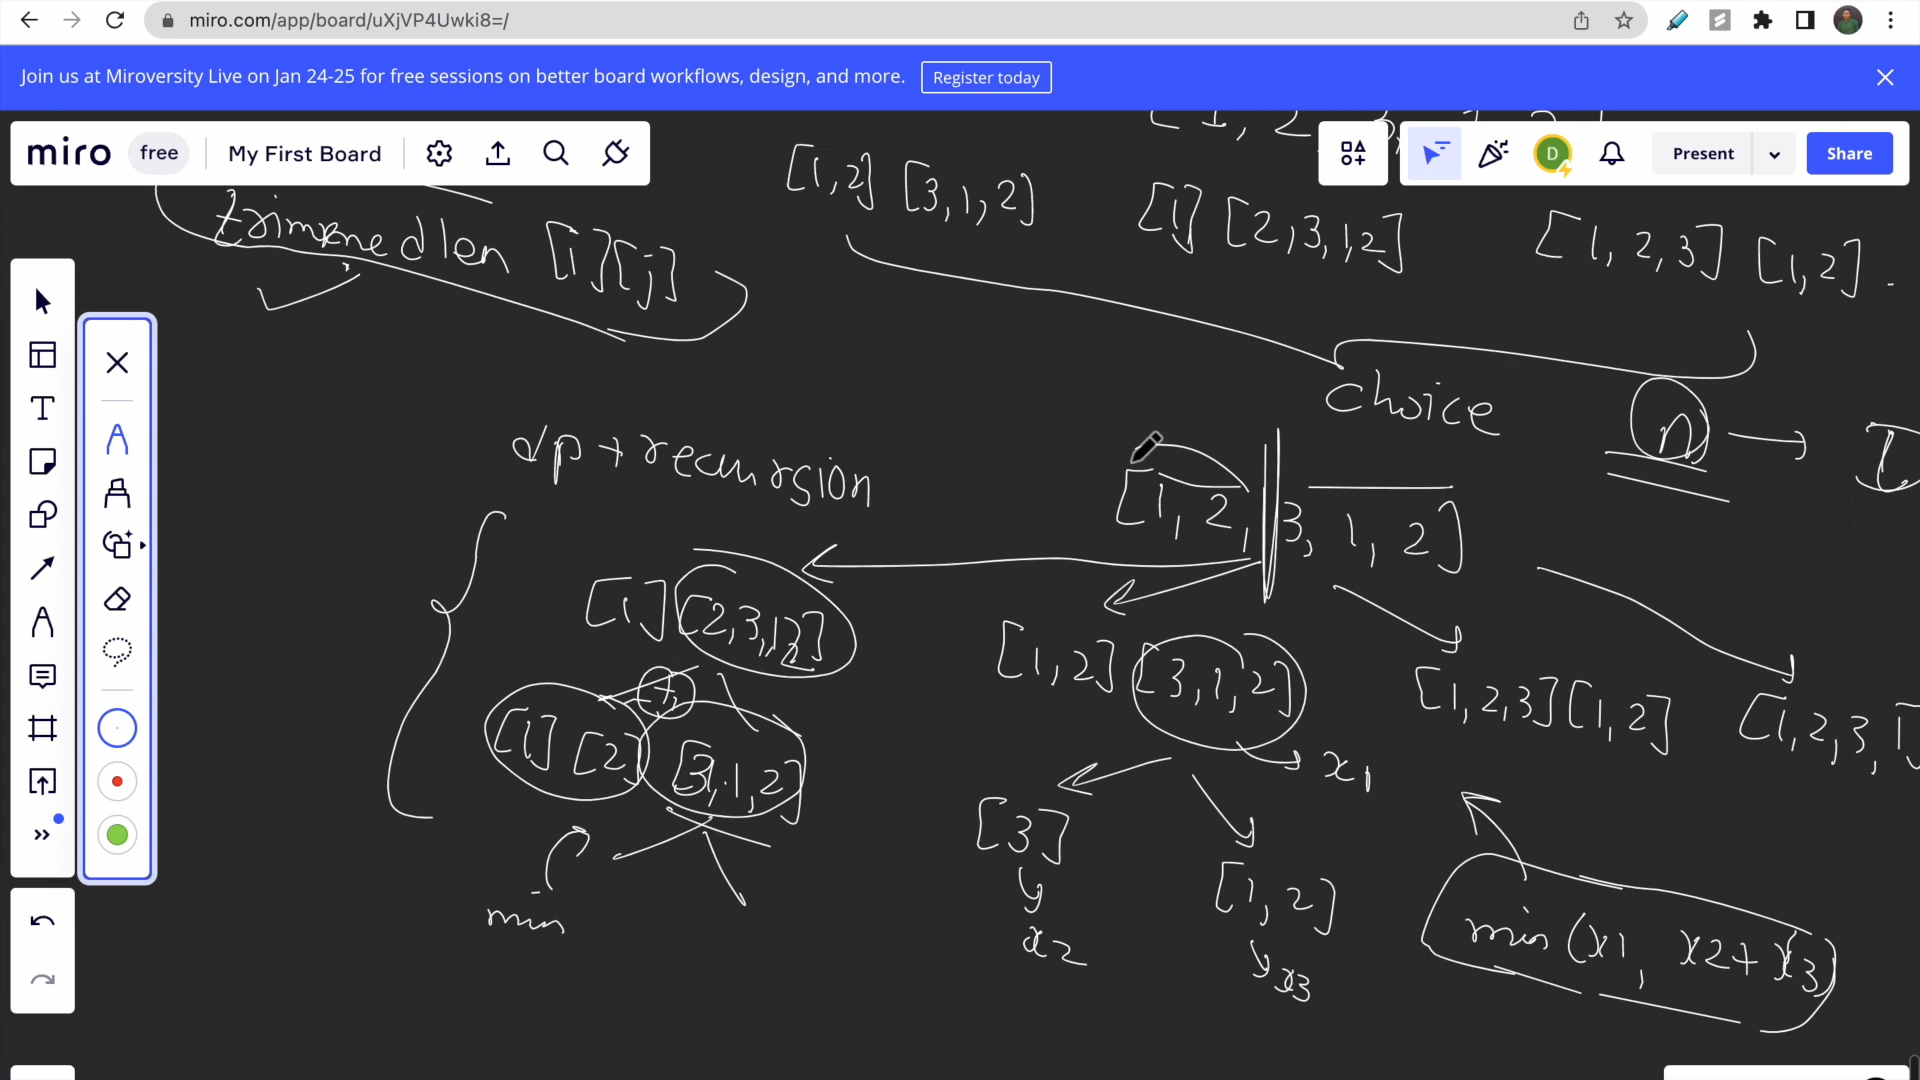 miro.com/app/board/uXjVP4Uwki8=/
Join us at Miroversity Live on Jan 24-25 for free sessions on better board workflows, design, and more. Register today
miro free My First Board
Present Share
D
[1,2] [3,1,2] [1] [2,3,1,2] [1,2,3] [1,2]
[i][j]
choice n
dp + recursion
[1, 2, 3, 1, 2]
[1] [2,3,1,2]
[1,2] [3,1,2] [1,2,3] [1,2] [1,2,3,1]
+
[1] [2] [3,1,2]
x1
[3] [1,2]
min
x2 x3
min (x1, x2+x3)